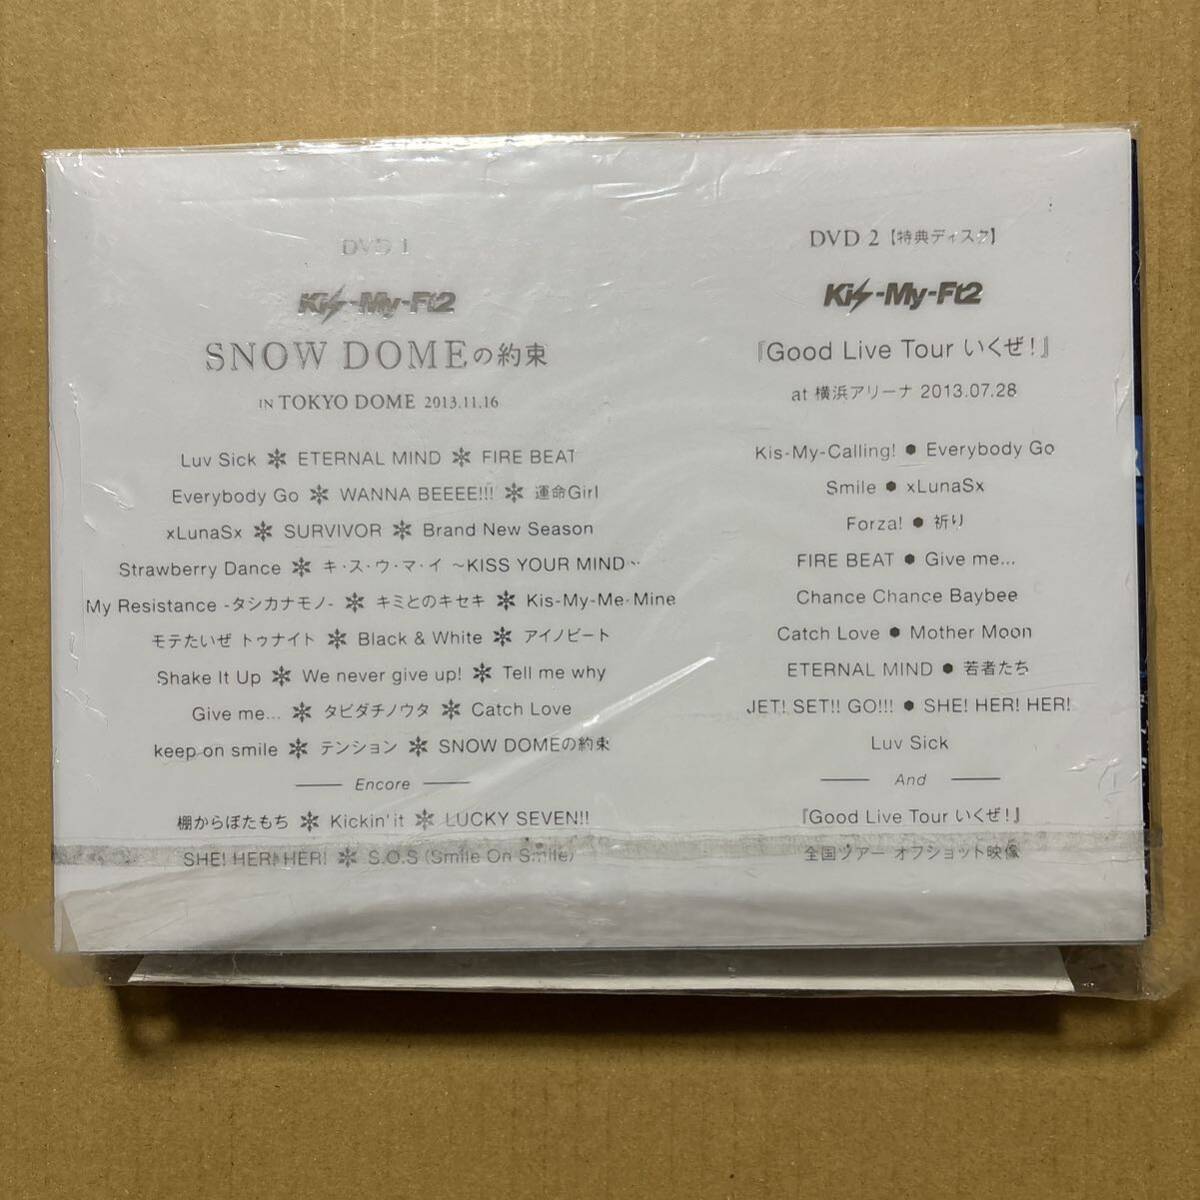 DVD 1
Kis-My-Ft2
SNOW DOMEの約束
IN TOKYO DOME 2013.11.16
Luv Sick ❄ ETERNAL MIND ❄ FIRE BEAT
Everybody Go ❄ WANNA BEEEE!!! ❄ 運命Girl
xLunaSx ❄ SURVIVOR ❄ Brand New Season
Strawberry Dance ❄ キ・ス・ウ・マ・イ ～KISS YOUR MIND～
My Resistance -タシカナモノ- ❄ キミとのキセキ ❄ Kis-My-Me-Mine
モテたいぜ トゥナイト ❄ Black & White ❄ アイノビート
Shake It Up ❄ We never give up! ❄ Tell me why
Give me... ❄ タビダチノウタ ❄ Catch Love
keep on smile ❄ テンション ❄ SNOW DOMEの約束
Encore
棚からぼたもち ❄ Kickin' it ❄ LUCKY SEVEN!!
SHE! HER! HER! ❄ S.O.S (Smile On Smile)
DVD 2【特典ディスク】
Kis-My-Ft2
『Good Live Tour いくぜ!』
at 横浜アリーナ 2013.07.28
Kis-My-Calling! ● Everybody Go
Smile ● xLunaSx
Forza! ● 祈り
FIRE BEAT ● Give me...
Chance Chance Baybee
Catch Love ● Mother Moon
ETERNAL MIND ● 若者たち
JET! SET!! GO!!! ● SHE! HER! HER!
Luv Sick
And
『Good Live Tour いくぜ!』
全国ツアー オフショット映像